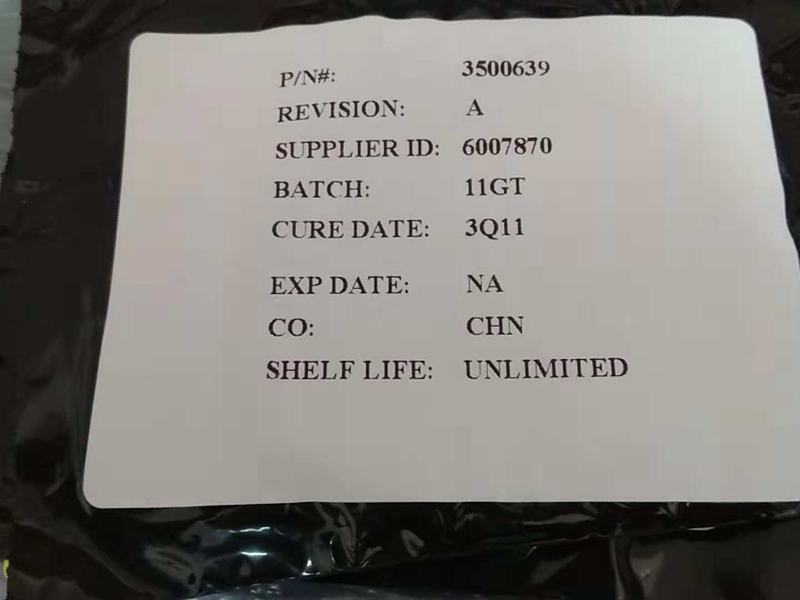 P/N#: 3500639
REVISION: A
SUPPLIER ID: 6007870
BATCH: 11GT
CURE DATE: 3Q11
EXP DATE: NA
CO: CHN
SHELF LIFE: UNLIMITED